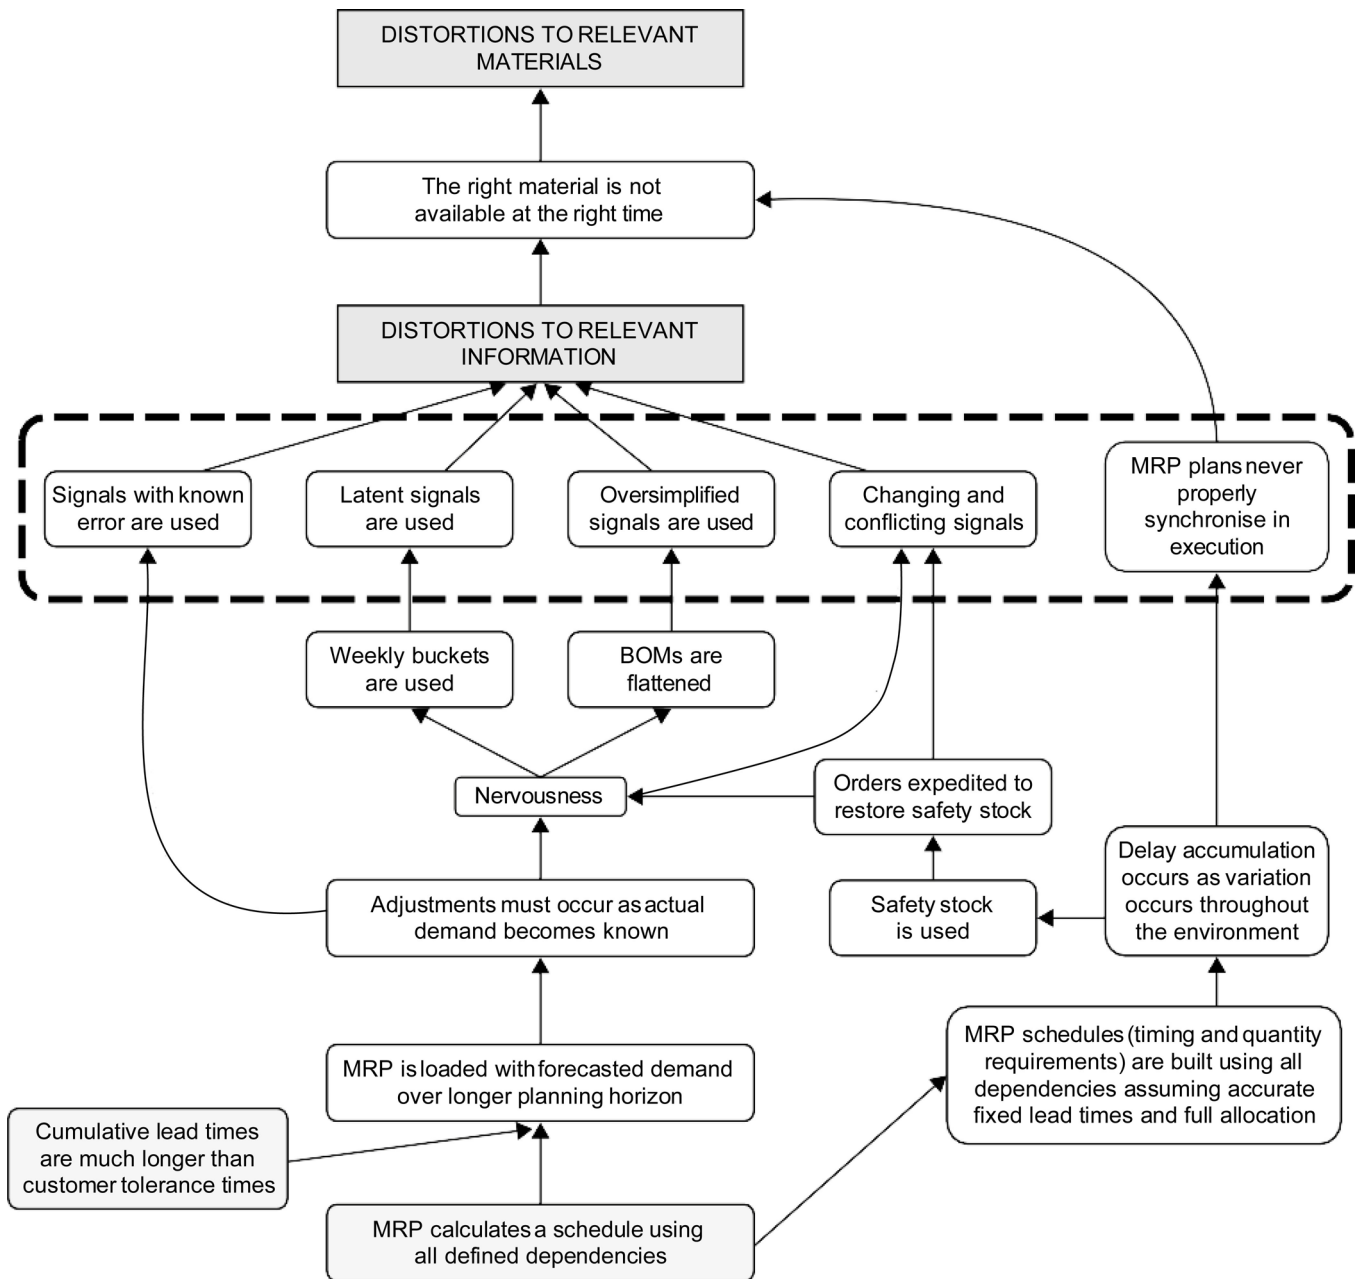 DISTORTIONS TO RELEVANT
MATERIALS
The right material is not
available at the right time
DISTORTIONS TO RELEVANT
INFORMATION
Signals with known
error are used
Latent signals
are used
Oversimplified
signals are used
Changing and
conflicting signals
MRP plans never
properly
synchronise in
execution
Weekly buckets
are used
BOMs are
flattened
Nervousness
Orders expedited to
restore safety stock
Adjustments must occur as actual
demand becomes known
Safety stock
is used
Delay accumulation
occurs as variation
occurs throughout
the environment
MRP is loaded with forecasted demand
over longer planning horizon
MRP schedules (timing and quantity
requirements) are built using all
dependencies assuming accurate
fixed lead times and full allocation
Cumulative lead times
are much longer than
customer tolerance times
MRP calculates a schedule using
all defined dependencies